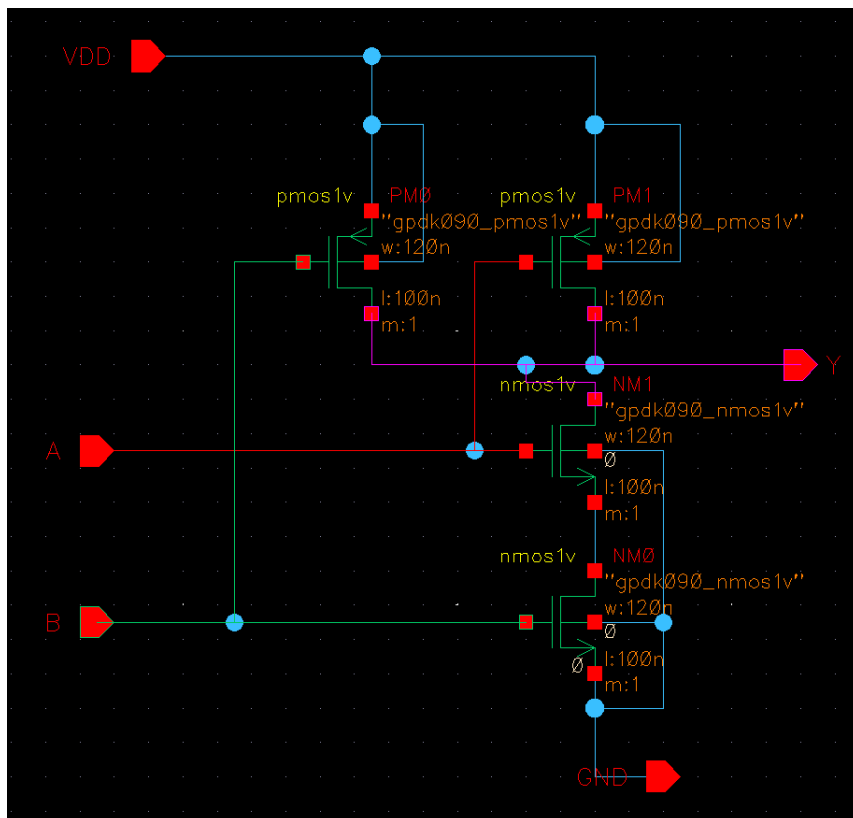 VDD
pmos1v PM0
"gpdk090_pmos1v"
w:120n
l:100n
m:1
pmos1v PM1
"gpdk090_pmos1v"
w:120n
l:100n
m:1
Y
nmos1v NM1
"gpdk090_nmos1v"
w:120n
0
l:100n
m:1
A
nmos1v NM0
"gpdk090_nmos1v"
w:120n
0
0
l:100n
m:1
B
GND